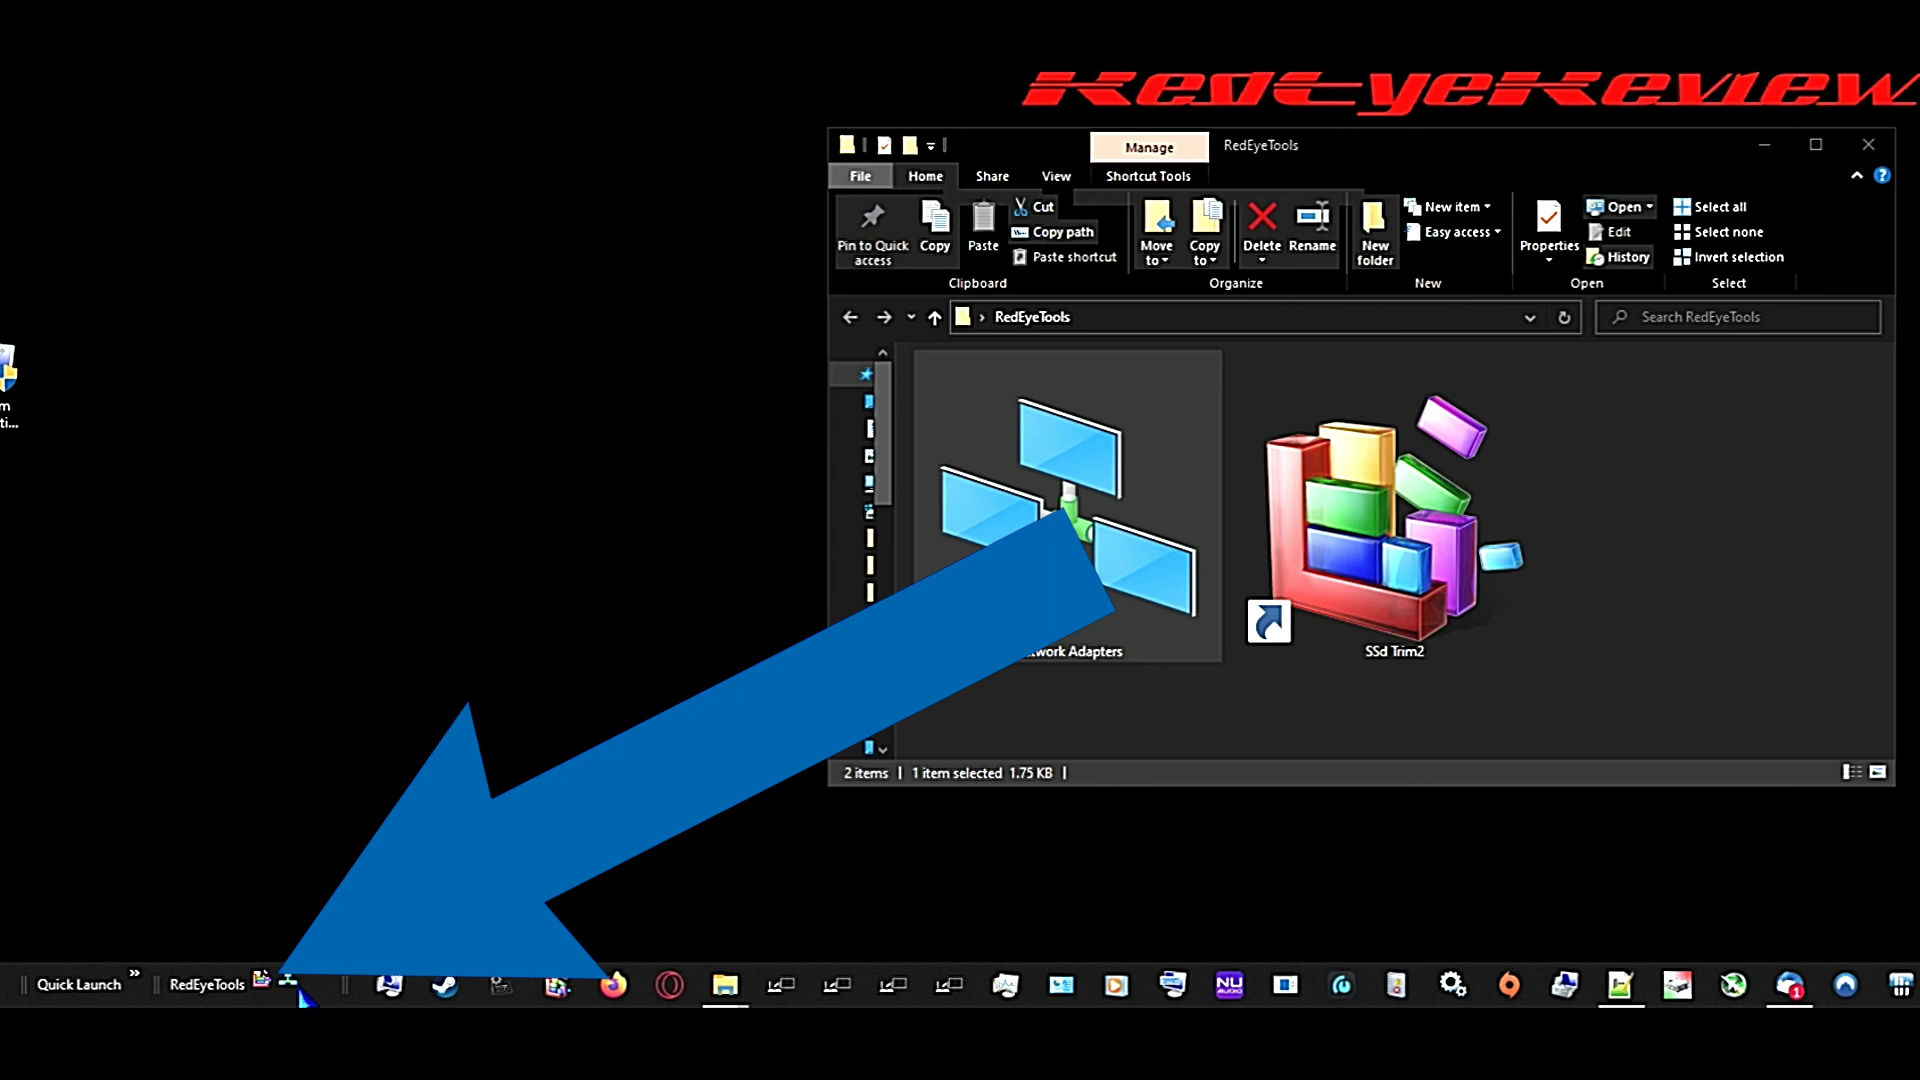 RedEyeReview
Manage
RedEyeTools
File
Home
Share
View
Shortcut Tools
Pin to Quick
access
Copy
Paste
Cut
Copy path
Paste shortcut
Clipboard
Move
to
Copy
to
Delete
Rename
Organize
New
folder
New item
Easy access
New
Properties
Open
Edit
History
Open
Select all
Select none
Invert selection
Select
RedEyeTools
Search RedEyeTools
m
ti...
twork Adapters
SSd Trim2
2 items
1 item selected 1.75 KB
Quick Launch
RedEyeTools
NU
1